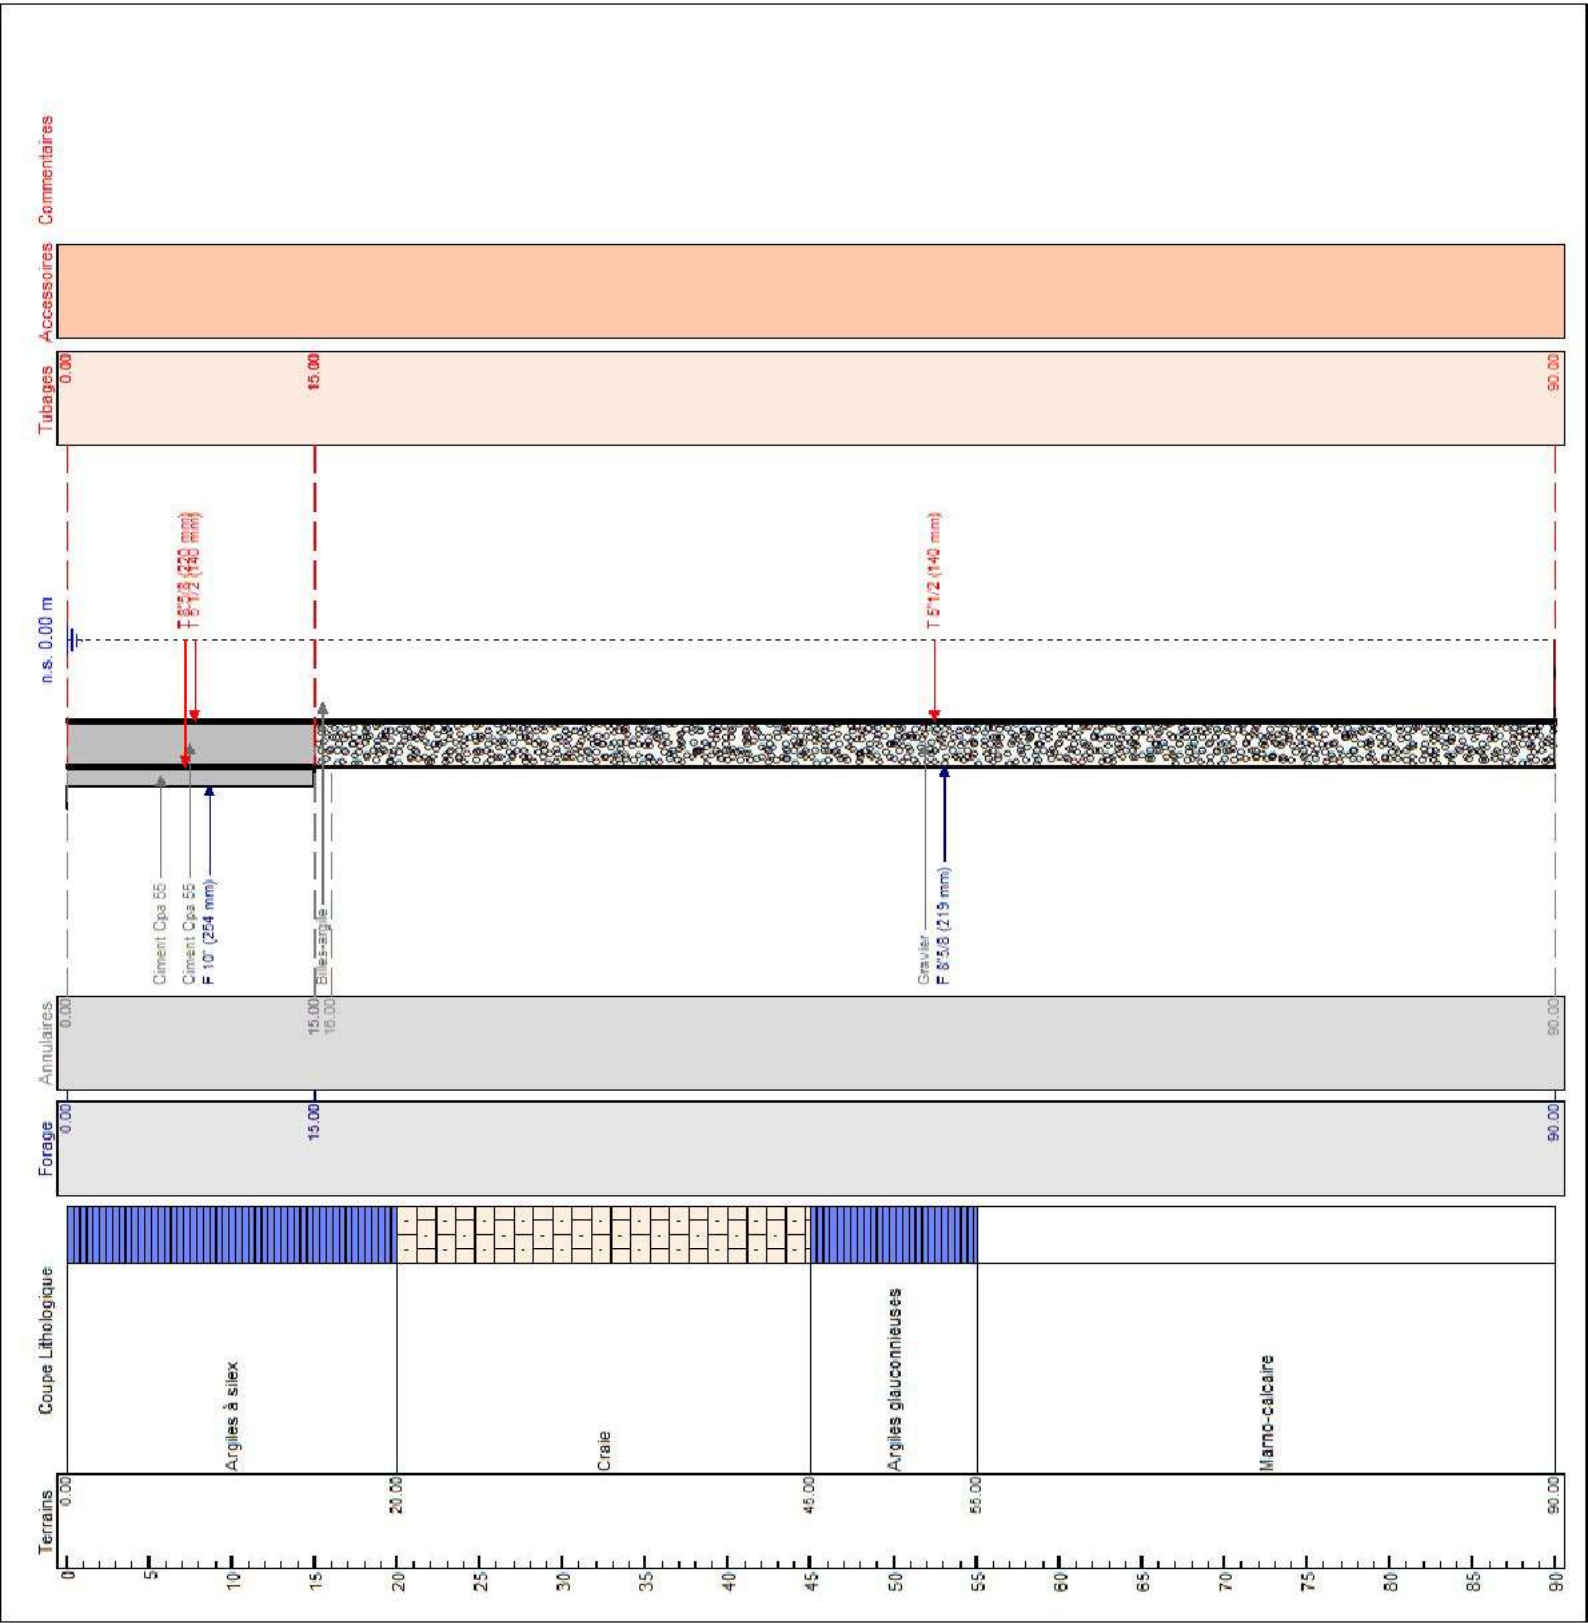 Terrains
Coupe Lithologique
Forage
Annulaires
n.s. 0.00 m
Tubages
Accessoires
Commentaires
0
5
10
15
20
25
30
35
40
45
50
55
60
65
70
75
80
85
90
0.00
20.00
45.00
55.00
90.00
Argiles à silex
Craie
Argiles glauconnieuses
Marno-calcaire
0.00
15.00
90.00
0.00
15.00
16.00
90.00
Ciment Cpa 55
Ciment Cpa 55
F 10" (254 mm)
Billes-argile
Gravier
F 8"5/8 (219 mm)
T 5"1/2 (140 mm)
0.00
15.00
90.00